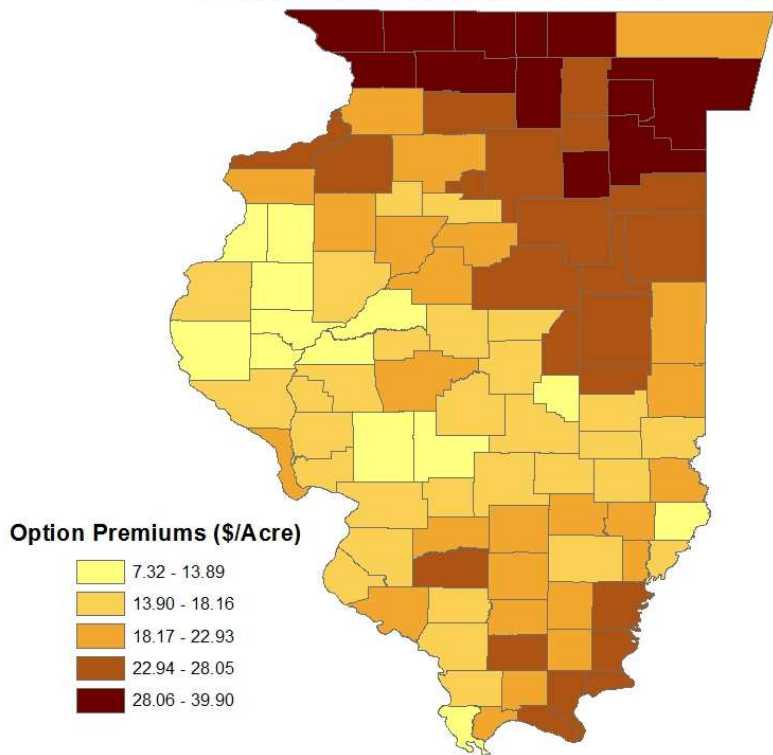 Option Premiums ($/Acre)
7.32 - 13.89
13.90 - 18.16
18.17 - 22.93
22.94 - 28.05
28.06 - 39.90